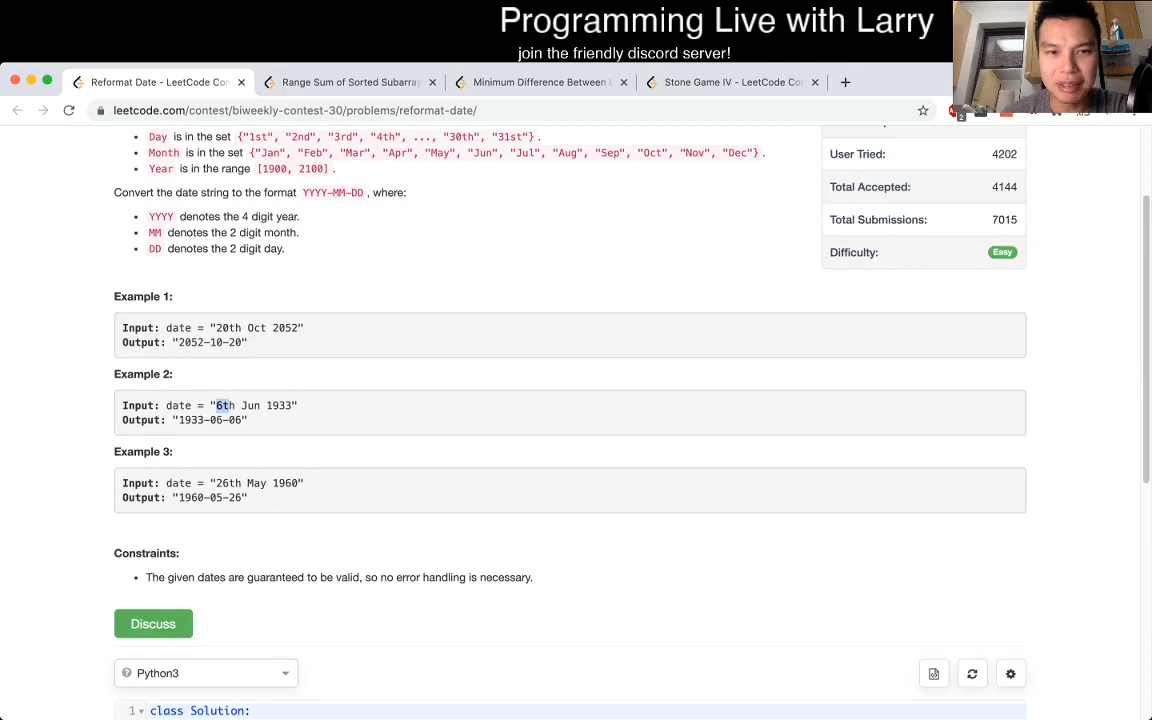 Programming Live with Larry
join the friendly discord server!
Reformat Date - LeetCode Con
Range Sum of Sorted Subarray
Minimum Difference Between L
Stone Game IV - LeetCode Con
leetcode.com/contest/biweekly-contest-30/problems/reformat-date/
2
Day is in the set {"1st", "2nd", "3rd", "4th", ..., "30th", "31st"}.
Month is in the set {"Jan", "Feb", "Mar", "Apr", "May", "Jun", "Jul", "Aug", "Sep", "Oct", "Nov", "Dec"}.
Year is in the range [1900, 2100].
Convert the date string to the format YYYY-MM-DD, where:
YYYY denotes the 4 digit year.
MM denotes the 2 digit month.
DD denotes the 2 digit day.
User Tried: 4202
Total Accepted: 4144
Total Submissions: 7015
Difficulty: Easy
Example 1:
Input: date = "20th Oct 2052"
Output: "2052-10-20"
Example 2:
Input: date = "6th Jun 1933"
Output: "1933-06-06"
Example 3:
Input: date = "26th May 1960"
Output: "1960-05-26"
Constraints:
The given dates are guaranteed to be valid, so no error handling is necessary.
Discuss
Python3
1 class Solution: